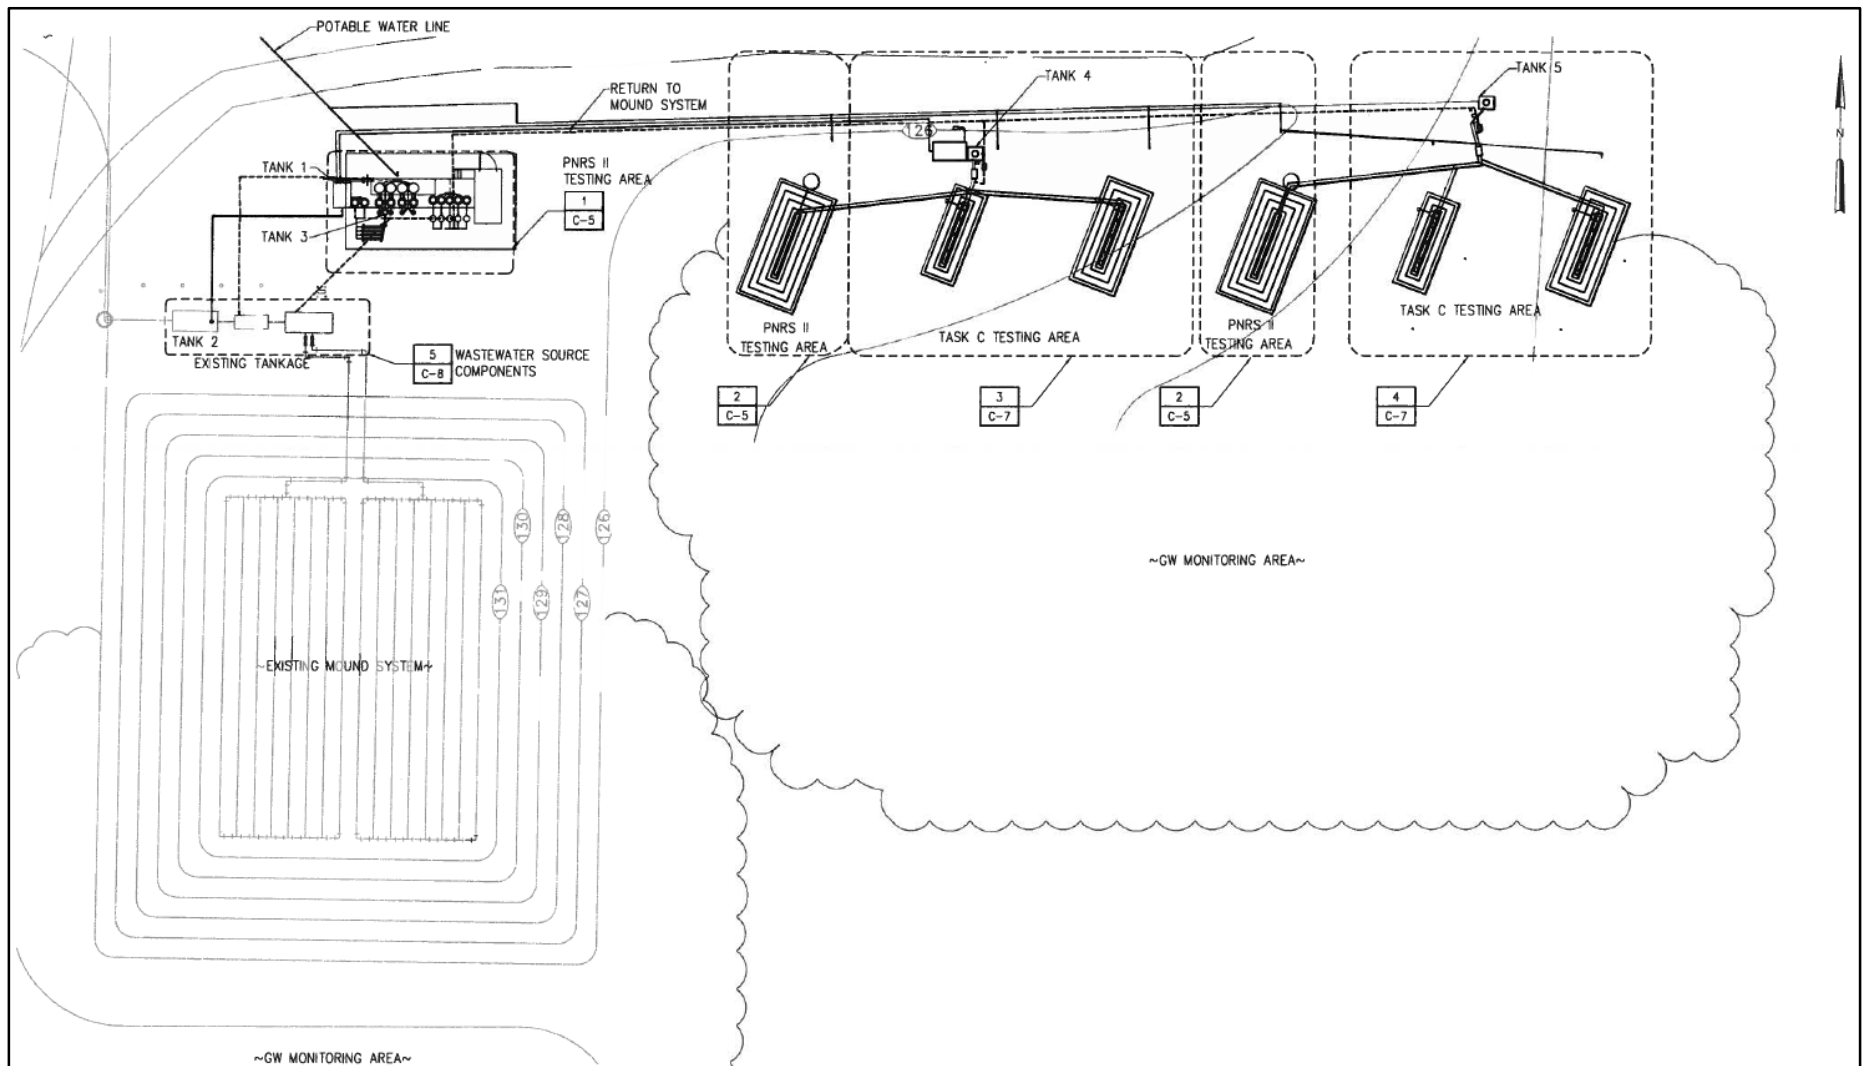 POTABLE WATER LINE
RETURN TO
MOUND SYSTEM
TANK 4
TANK 5
N
126
TANK 1
PNRS II
TESTING AREA
1
C-5
TANK 3
TANK 2
EXISTING TANKAGE
5
C-8
WASTEWATER SOURCE
COMPONENTS
PNRS II
TESTING AREA
TASK C TESTING AREA
PNRS II
TESTING AREA
TASK C TESTING AREA
2
C-5
3
C-7
2
C-5
4
C-7
130
128
126
131
129
127
~GW MONITORING AREA~
~EXISTING MOUND SYSTEM~
~GW MONITORING AREA~